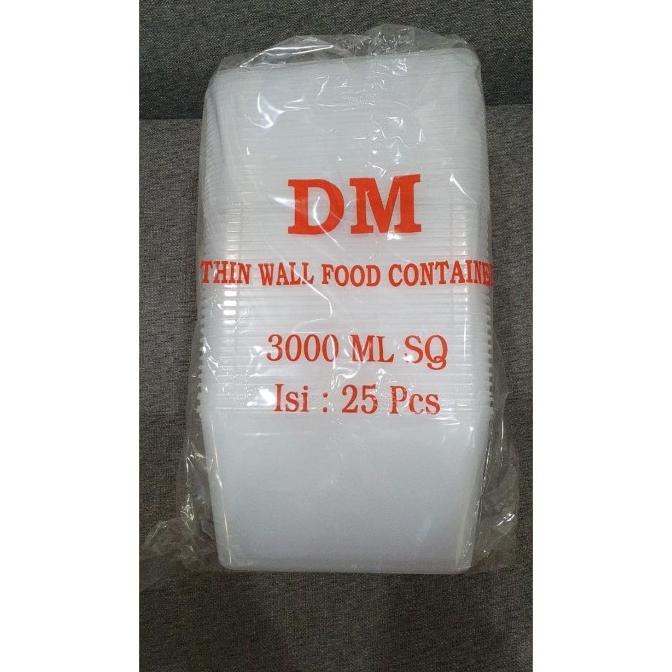 DM
THIN WALL FOOD CONTAINE
3000 ML SQ
Isi : 25 Pcs